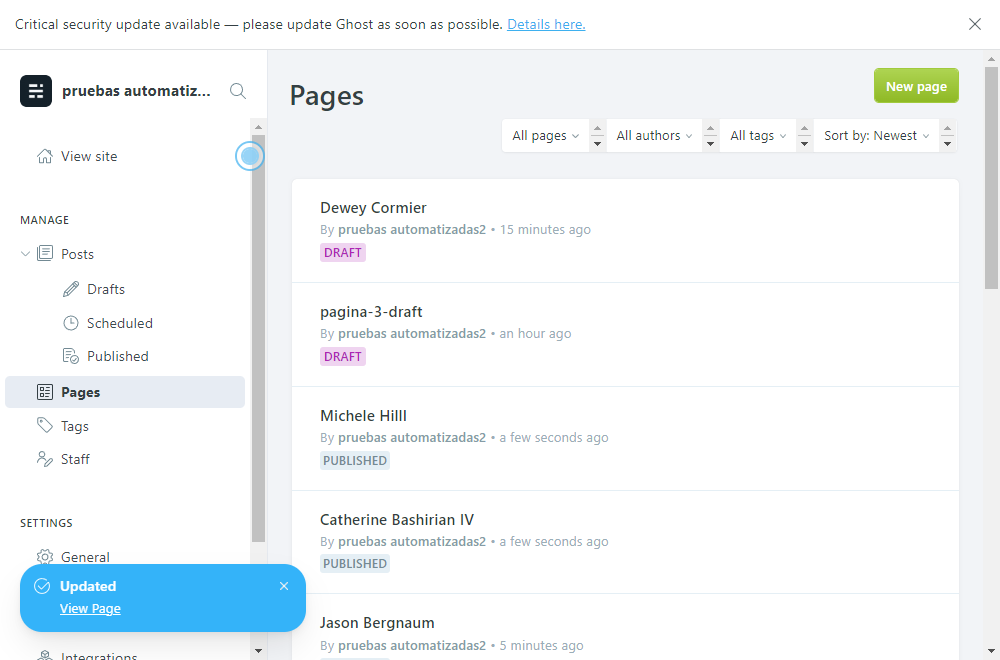 Critical security update available — please update Ghost as soon as possible. Details here.
pruebas automatiz...
View site
MANAGE
Posts
Drafts
Scheduled
Published
Pages
Tags
Staff
SETTINGS
General
Updated
View Page
Integrations
Pages
New page
All pages
All authors
All tags
Sort by: Newest
Dewey Cormier
By pruebas automatizadas2 • 15 minutes ago
DRAFT
pagina-3-draft
By pruebas automatizadas2 • an hour ago
DRAFT
Michele Hilll
By pruebas automatizadas2 • a few seconds ago
PUBLISHED
Catherine Bashirian IV
By pruebas automatizadas2 • a few seconds ago
PUBLISHED
Jason Bergnaum
By pruebas automatizadas2 • 5 minutes ago